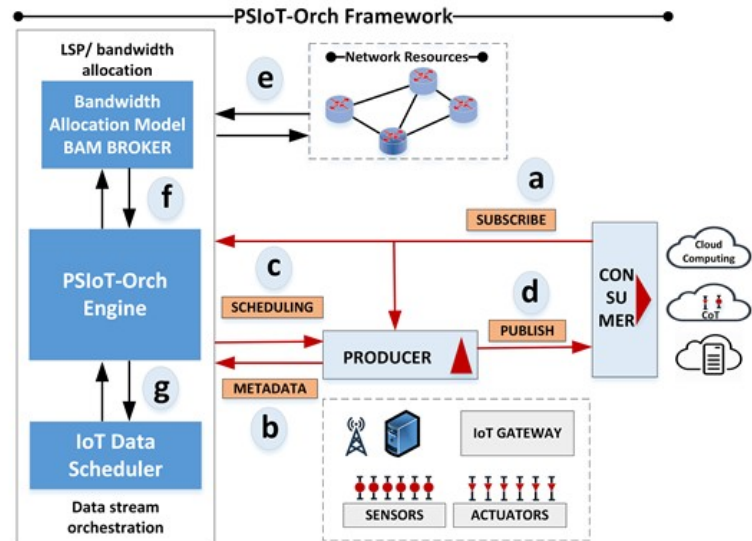 PSIoT-Orch Framework
LSP/ bandwidth
allocation
Bandwidth
Allocation Model
BAM BROKER
e
Network Resources
f
a
SUBSCRIBE
PSIoT-Orch
Engine
c
SCHEDULING
d
PUBLISH
CON
SU
MER
Cloud
Computing
CoT
PRODUCER
METADATA
b
g
IoT Data
Scheduler
Data stream
orchestration
IoT GATEWAY
SENSORS
ACTUATORS